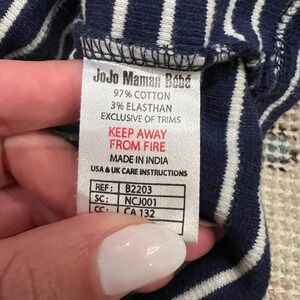 JoJo Maman Bébé
97% COTTON
3% ELASTHAN
EXCLUSIVE OF TRIMS
KEEP AWAY
FROM FIRE
MADE IN INDIA
USA & UK CARE INSTRUCTIONS
REF: B2203
SC: NCJ001
CC: CA 132